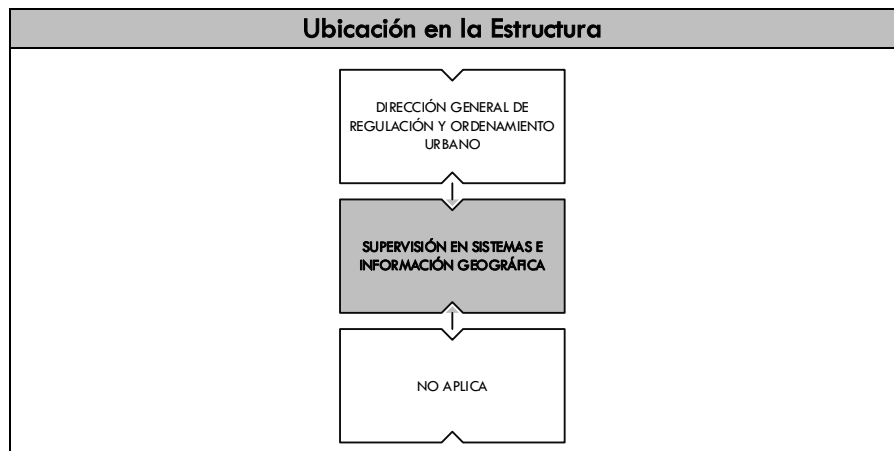 Ubicación en la Estructura
DIRECCIÓN GENERAL DE
REGULACIÓN Y ORDENAMIENTO
URBANO
SUPERVISIÓN EN SISTEMAS E
INFORMACIÓN GEOGRÁFICA
NO APLICA